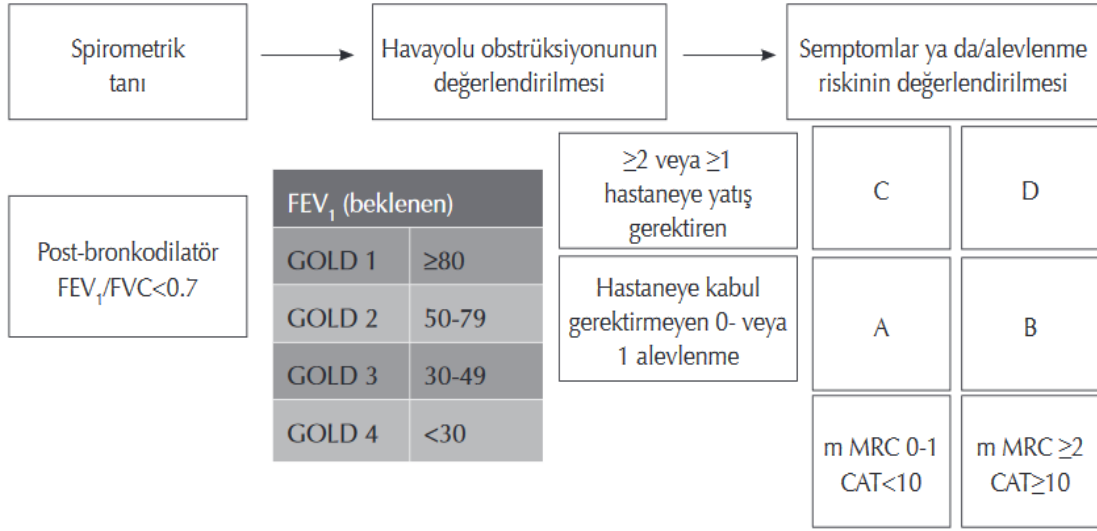 Spirometrik
tanı
Havayolu obstrüksiyonunun
değerlendirilmesi
Semptomlar ya da/alevlenme
riskinin değerlendirilmesi
Post-bronkodilatör
FEV₁/FVC<0.7
FEV₁ (beklenen)
GOLD 1 ≥80
GOLD 2 50-79
GOLD 3 30-49
GOLD 4 <30
≥2 veya ≥1
hastaneye yatış
gerektiren
Hastaneye kabul
gerektirmeyen 0- veya
1 alevlenme
C
D
A
B
m MRC 0-1
CAT<10
m MRC ≥2
CAT≥10